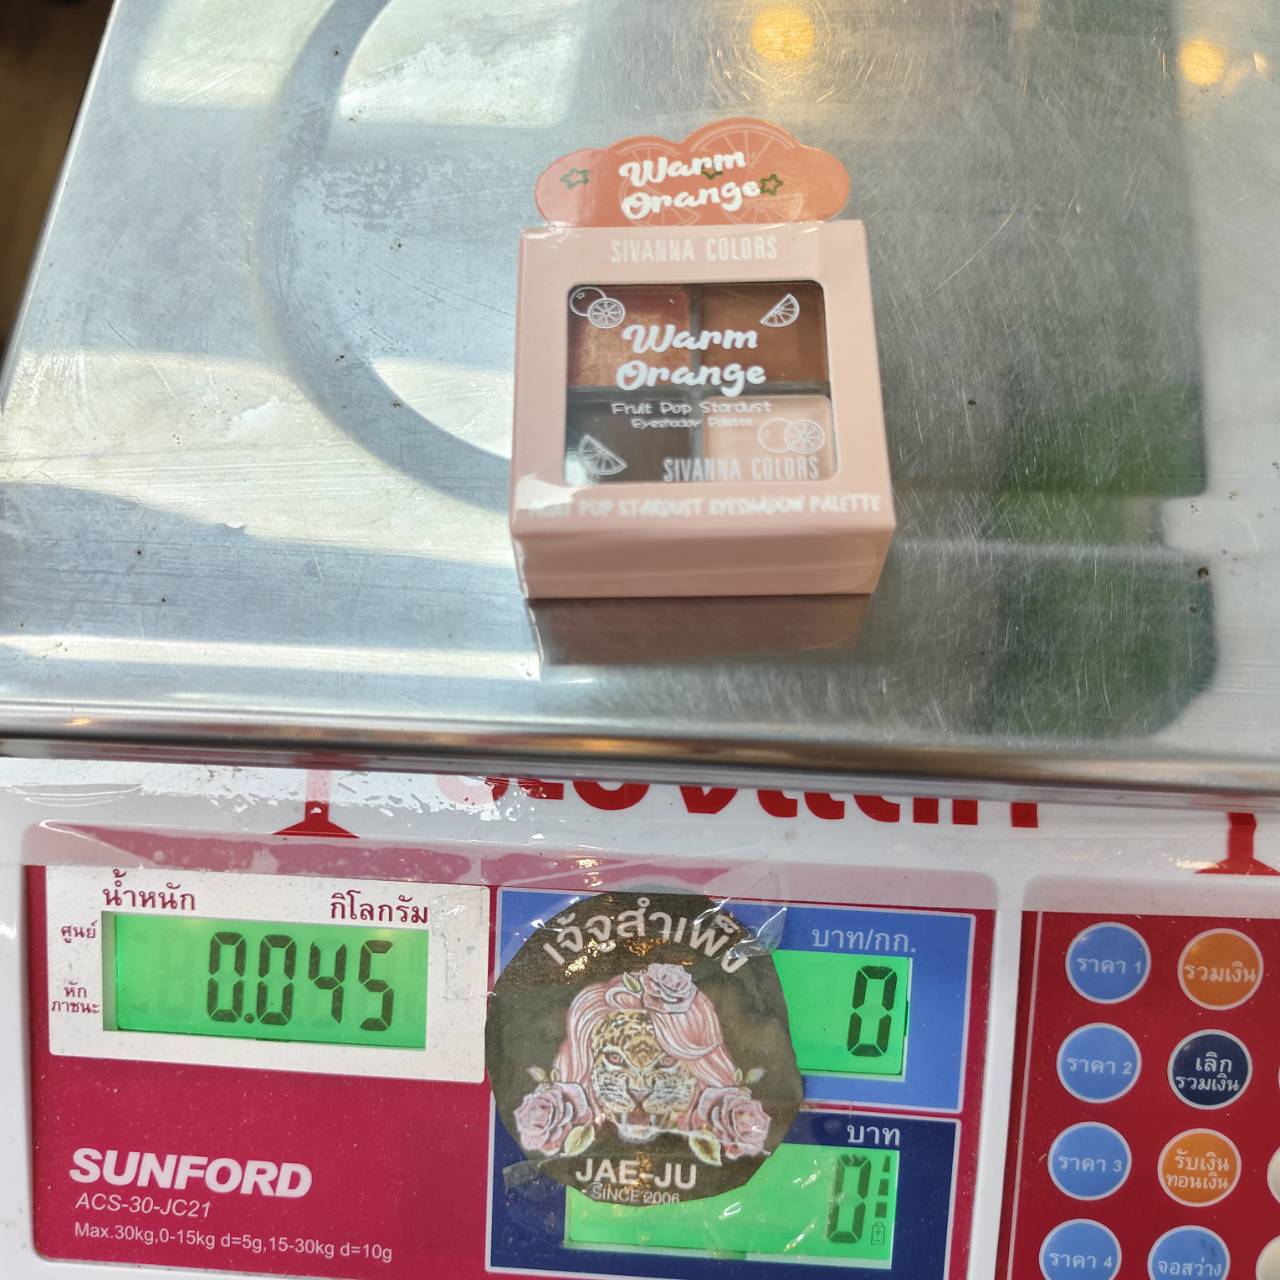 Warm
Orange
SIVANNA COLORS
Warm
Orange
Fruit Pop Stardust
Eyeshadow Palette
SIVANNA COLORS
FRUIT POP STARDUST EYESHADOW PALETTE
น้ำหนัก
กิโลกรัม
ศูนย์
หัก
ภาชนะ
0.045
เจ้จูสำเพ็ง
JAE-JU
SINCE 2006
บาท/กก.
0
บาท
0
SUNFORD
ACS-30-JC21
Max.30kg,0-15kg d=5g,15-30kg d=10g
ราคา 1
รวมเงิน
ราคา 2
เลิก
รวมเงิน
ราคา 3
รับเงิน
ทอนเงิน
ราคา 4
จอสว่าง